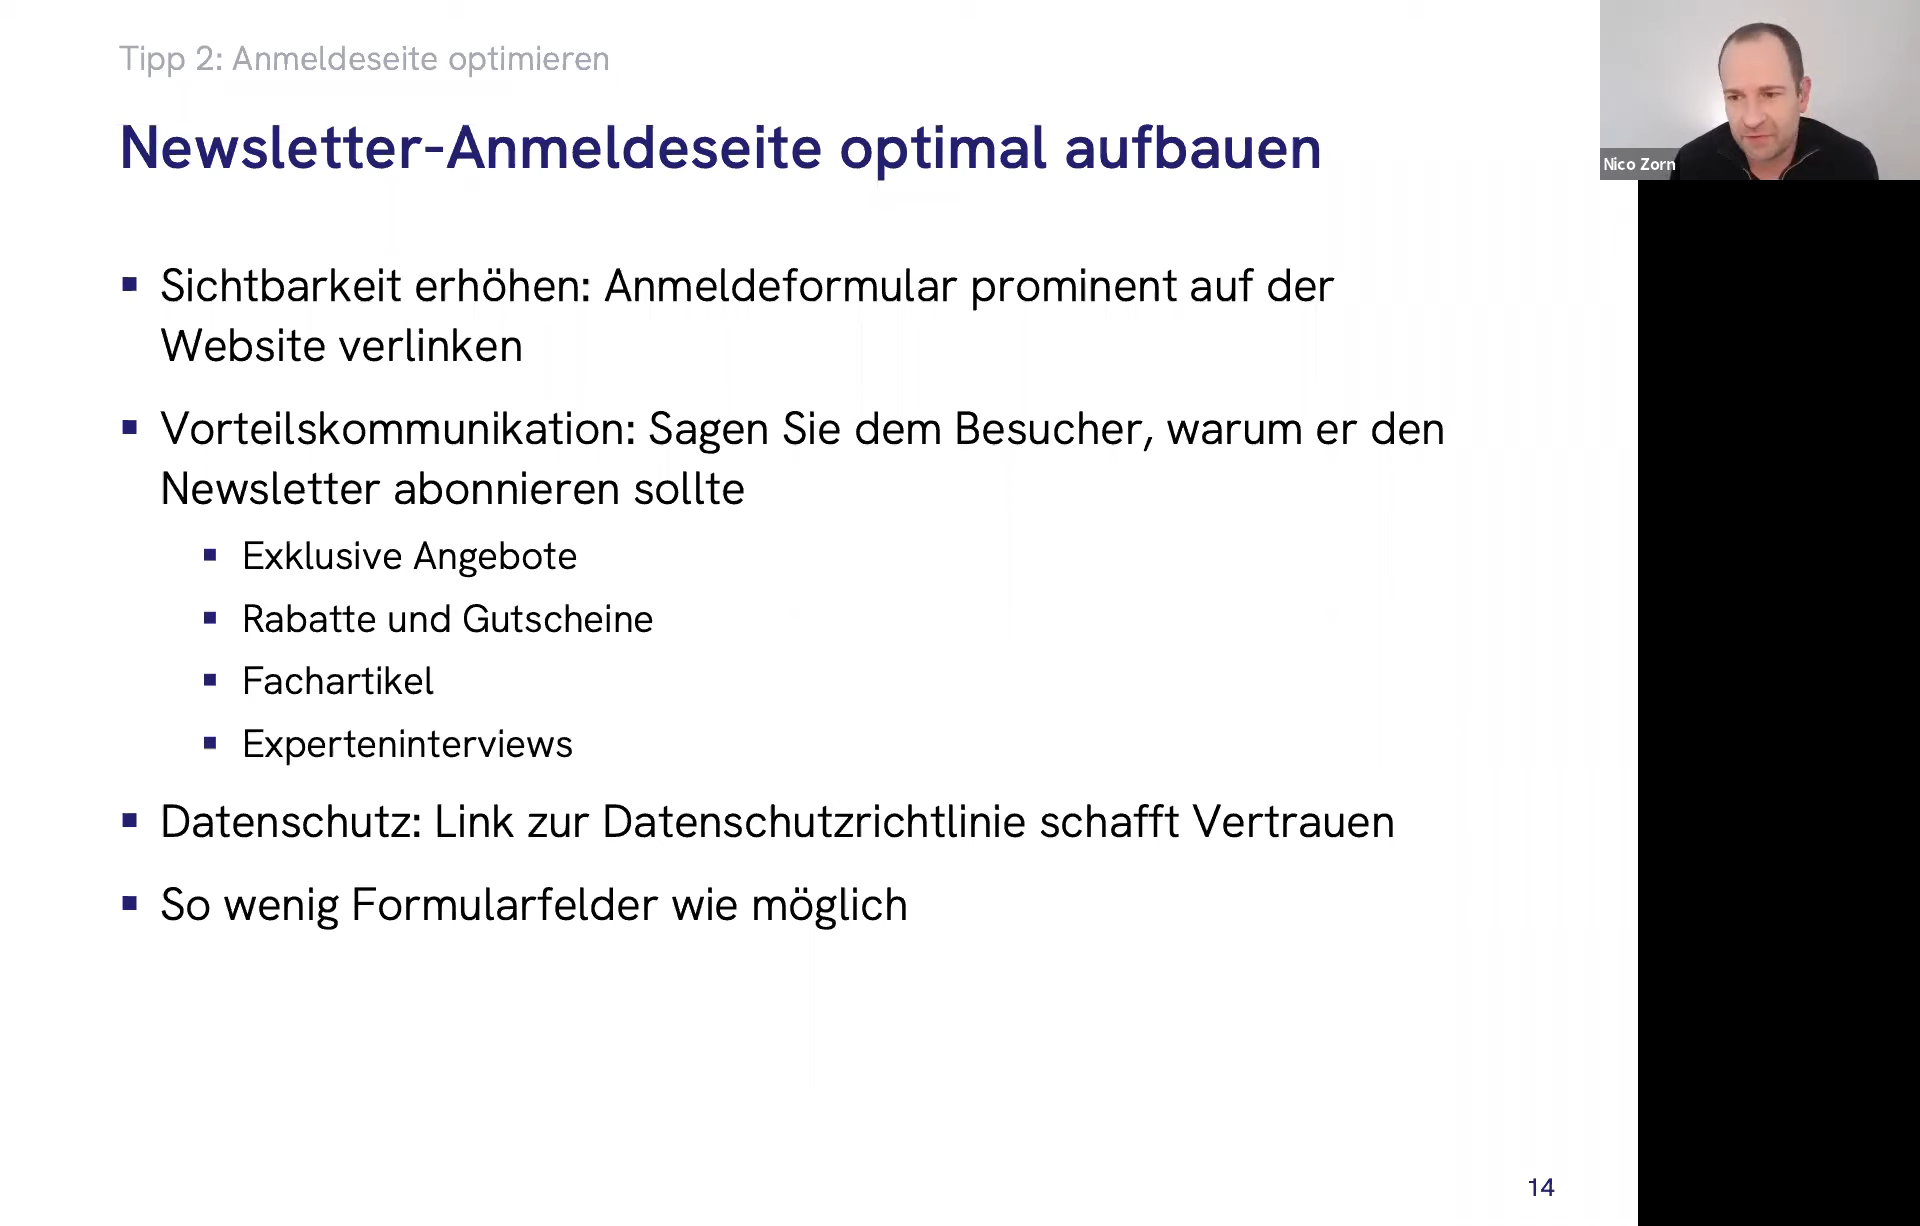 Tipp 2: Anmeldeseite optimieren
Newsletter-Anmeldeseite optimal aufbauen
Sichtbarkeit erhöhen: Anmeldeformular prominent auf der
Website verlinken
Vorteilskommunikation: Sagen Sie dem Besucher, warum er den
Newsletter abonnieren sollte
Exklusive Angebote
Rabatte und Gutscheine
Fachartikel
Experteninterviews
Datenschutz: Link zur Datenschutzrichtlinie schafft Vertrauen
So wenig Formularfelder wie möglich
14
Nico Zorn